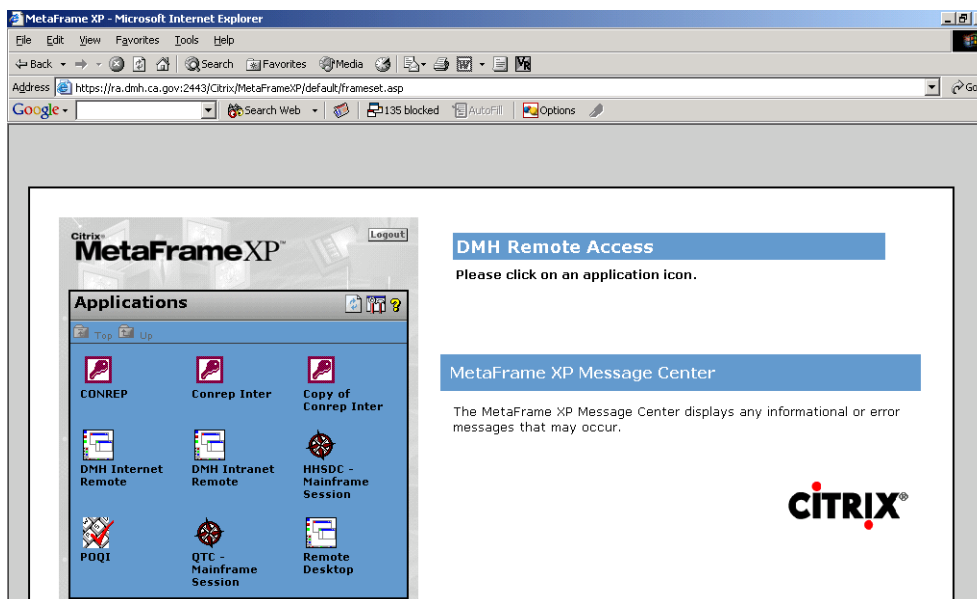 MetaFrame XP - Microsoft Internet Explorer
File Edit View Favorites Tools Help
Back Search Favorites Media
Address https://ra.dmh.ca.gov:2443/Citrix/MetaFrameXP/default/frameset.asp Go
Google Search Web 135 blocked AutoFill Options
Citrix
MetaFrameXP™
Logout
Applications
Top Up
CONREP
Conrep Inter
Copy of
Conrep Inter
DMH Internet
Remote
DMH Intranet
Remote
HHSDC -
Mainframe
Session
POQI
QTC -
Mainframe
Session
Remote
Desktop
DMH Remote Access
Please click on an application icon.
MetaFrame XP Message Center
The MetaFrame XP Message Center displays any informational or error
messages that may occur.
CITRIX®